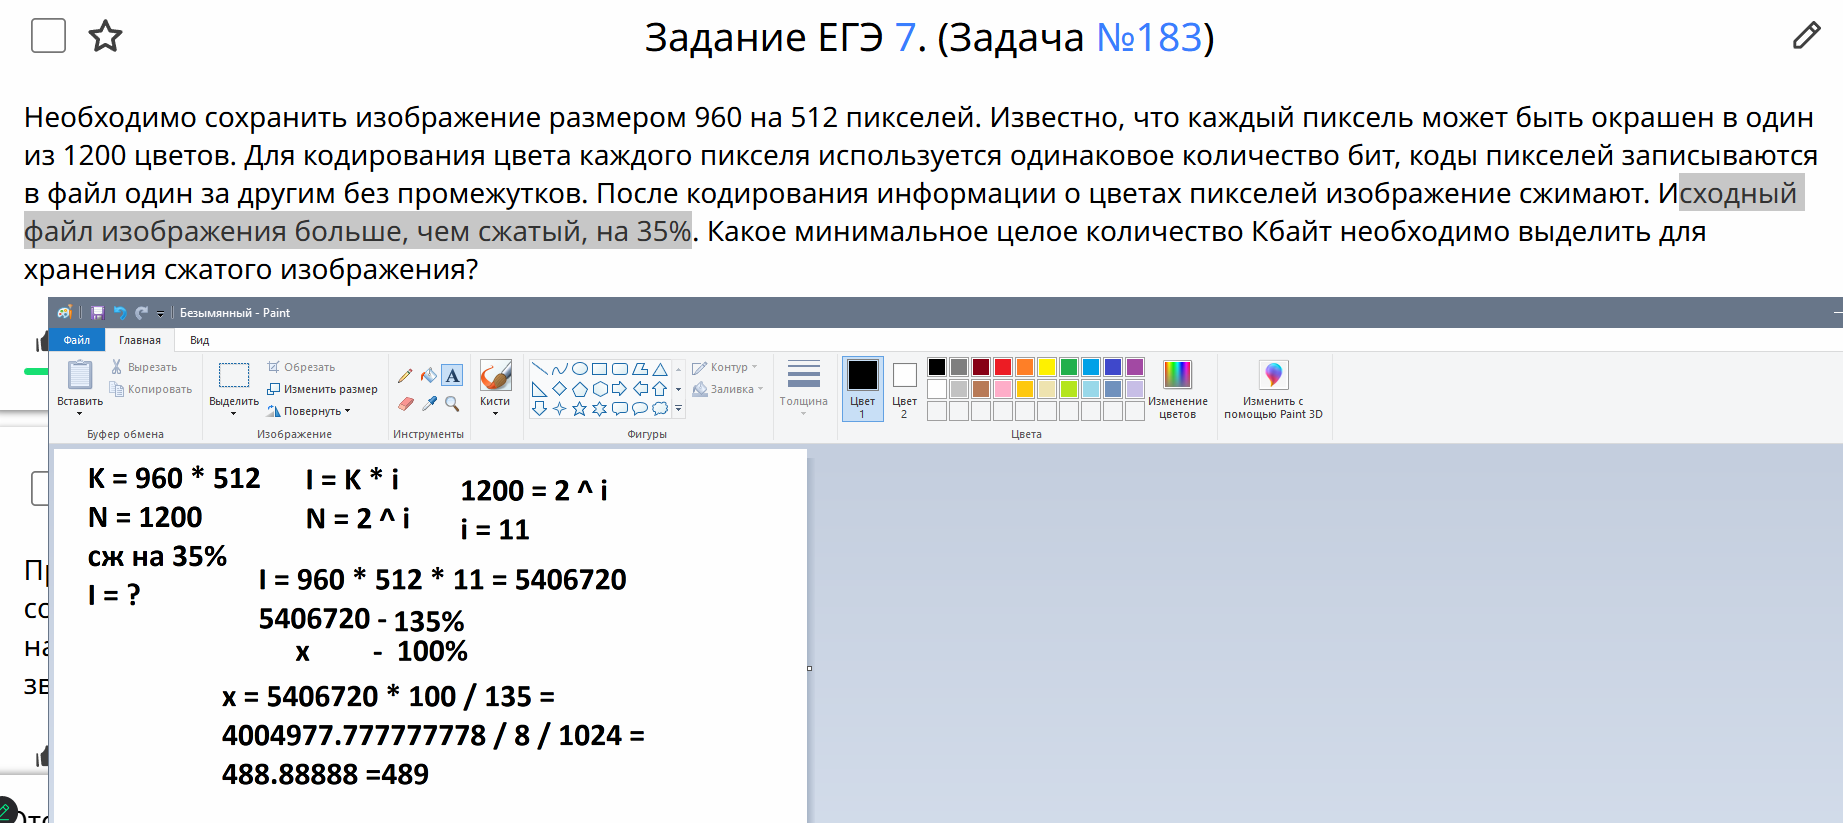 Задание ЕГЭ 7. (Задача №183)
Необходимо сохранить изображение размером 960 на 512 пикселей. Известно, что каждый пиксель может быть окрашен в один
из 1200 цветов. Для кодирования цвета каждого пикселя используется одинаковое количество бит, коды пикселей записываются
в файл один за другим без промежутков. После кодирования информации о цветах пикселей изображение сжимают. Исходный
файл изображения больше, чем сжатый, на 35%. Какое минимальное целое количество Кбайт необходимо выделить для
хранения сжатого изображения?
Безымянный - Paint
Файл Главная Вид
Вставить
Вырезать
Копировать
Буфер обмена
Выделить
Обрезать
Изменить размер
Повернуть
Изображение
Инструменты
Кисти
Фигуры
Контур
Заливка
Толщина
Цвет
1
Цвет
2
Цвета
Изменение
цветов
Изменить с
помощью Paint 3D
K = 960 * 512
N = 1200
сж на 35%
I = ?
I = K * i
N = 2 ^ i
1200 = 2 ^ i
i = 11
I = 960 * 512 * 11 = 5406720
5406720 - 135%
x - 100%
x = 5406720 * 100 / 135 =
4004977.777777778 / 8 / 1024 =
488.88888 =489